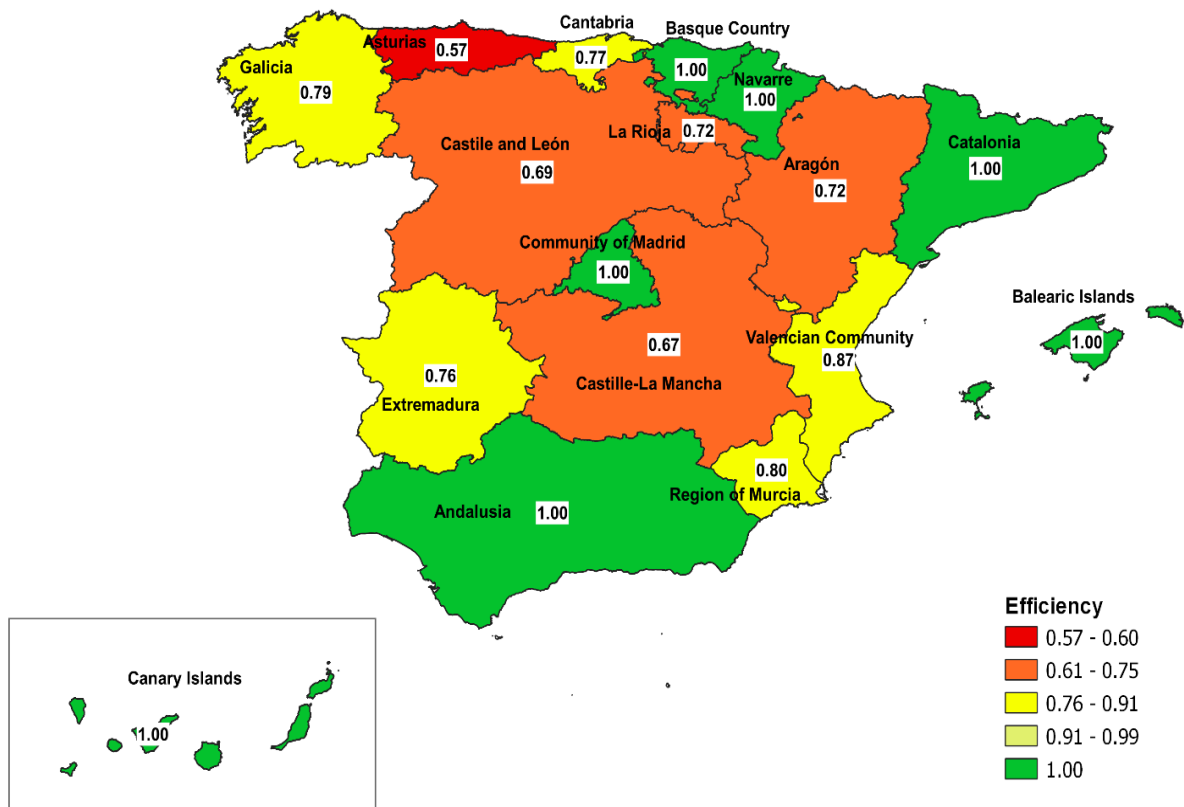 Cantabria
Basque Country
Asturias
0.57
0.77
Galicia
0.79
1.00
Navarre
1.00
La Rioja
0.72
Castile and León
0.69
Aragón
0.72
Catalonia
1.00
Community of Madrid
1.00
Balearic Islands
1.00
0.67
Castille-La Mancha
Valencian Community
0.87
0.76
Extremadura
0.80
Region of Murcia
Andalusia
1.00
Canary Islands
1.00
Efficiency
0.57 - 0.60
0.61 - 0.75
0.76 - 0.91
0.91 - 0.99
1.00